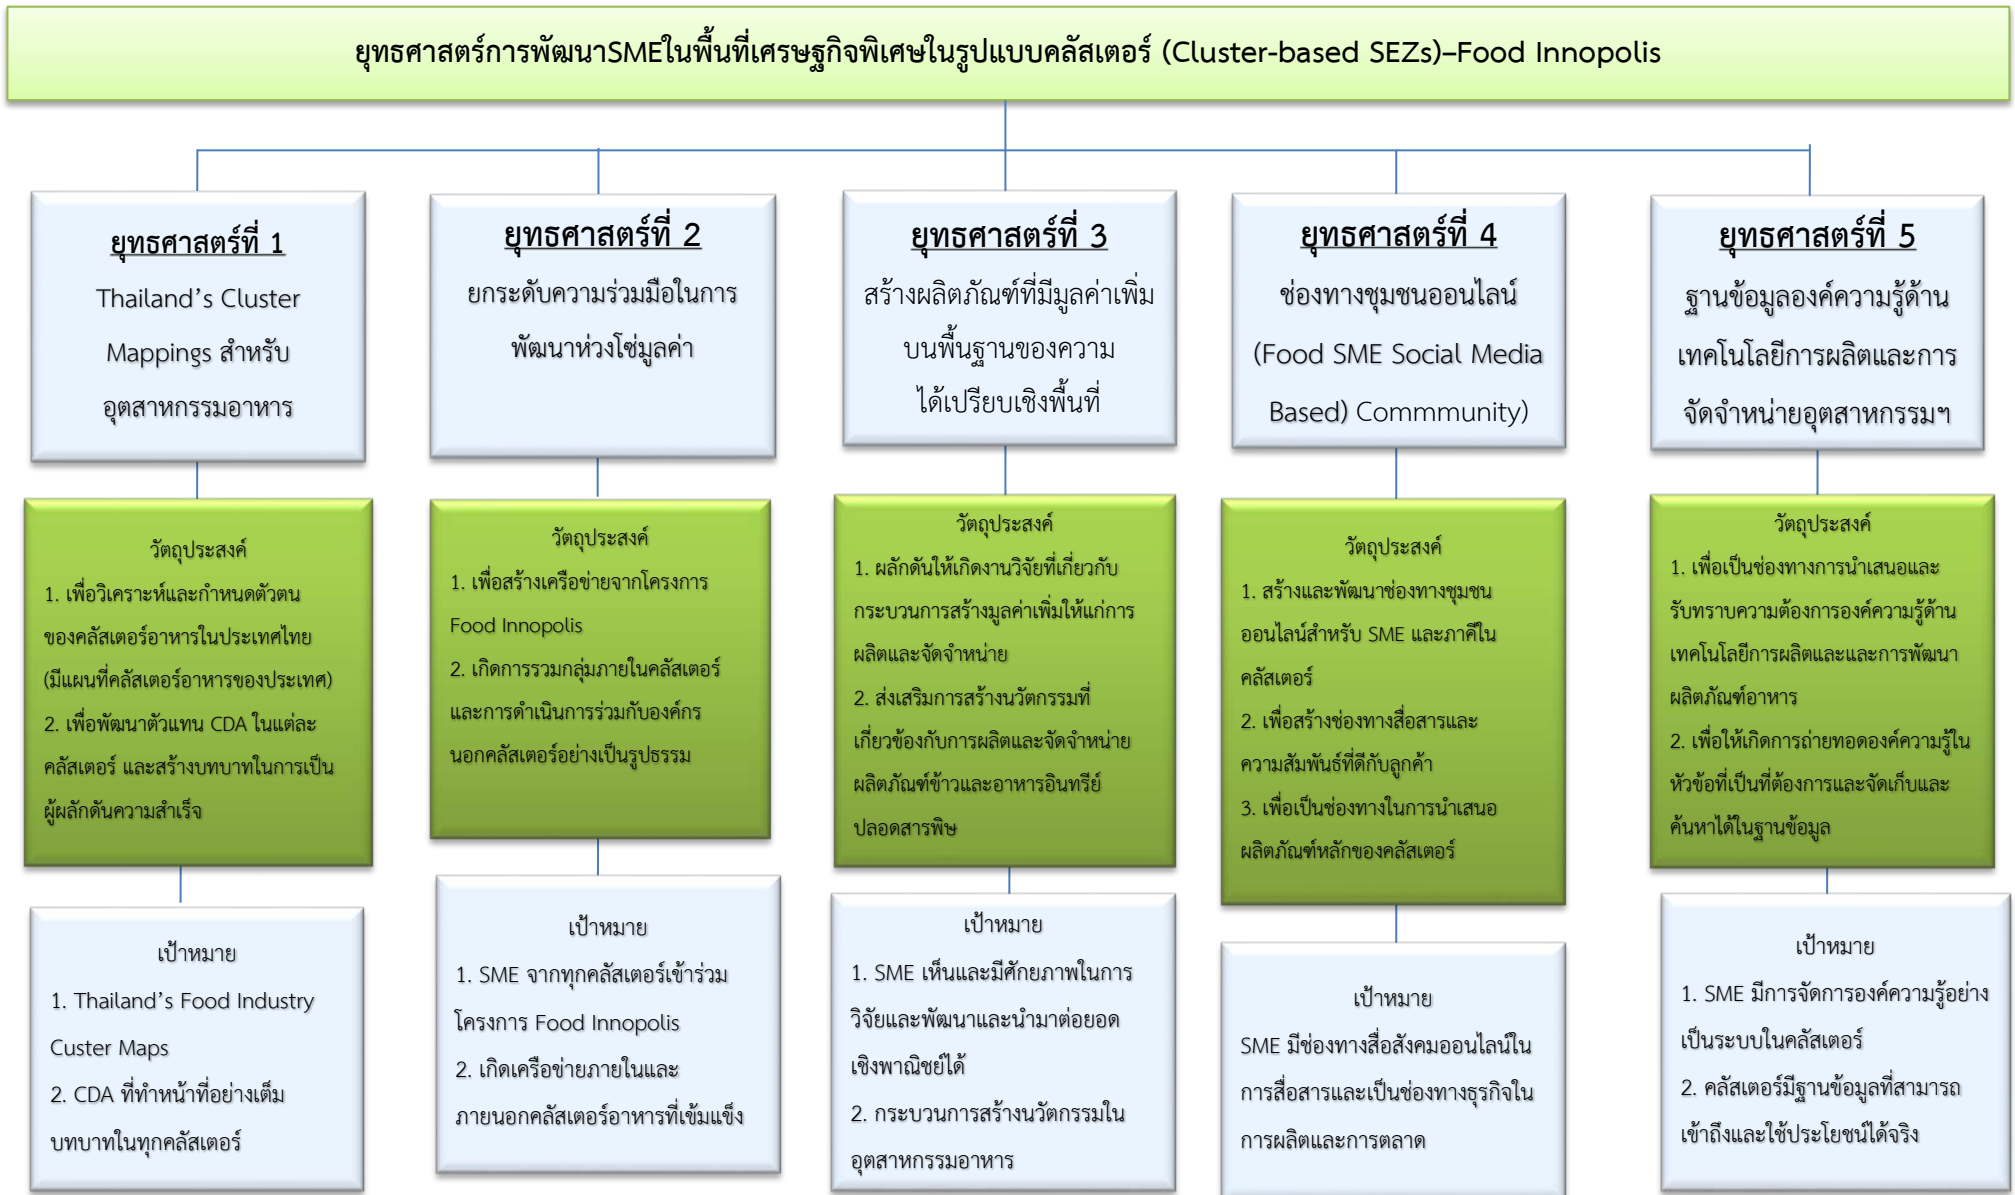 ยุทธศาสตร์การพัฒนาSMEในพื้นที่เศรษฐกิจพิเศษในรูปแบบคลัสเตอร์ (Cluster-based SEZs)–Food Innopolis
ยุทธศาสตร์ที่ 1
Thailand’s Cluster
Mappings สำหรับ
อุตสาหกรรมอาหาร
วัตถุประสงค์
1. เพื่อวิเคราะห์และกำหนดตัวตน
ของคลัสเตอร์อาหารในประเทศไทย
(มีแผนที่คลัสเตอร์อาหารของประเทศ)
2. เพื่อพัฒนาตัวแทน CDA ในแต่ละ
คลัสเตอร์ และสร้างบทบาทในการเป็น
ผู้ผลักดันความสำเร็จ
เป้าหมาย
1. Thailand’s Food Industry
Custer Maps
2. CDA ที่ทำหน้าที่อย่างเต็ม
บทบาทในทุกคลัสเตอร์
ยุทธศาสตร์ที่ 2
ยกระดับความร่วมมือในการ
พัฒนาห่วงโซ่มูลค่า
วัตถุประสงค์
1. เพื่อสร้างเครือข่ายจากโครงการ
Food Innopolis
2. เกิดการรวมกลุ่มภายในคลัสเตอร์
และการดำเนินการร่วมกับองค์กร
นอกคลัสเตอร์อย่างเป็นรูปธรรม
เป้าหมาย
1. SME จากทุกคลัสเตอร์เข้าร่วม
โครงการ Food Innopolis
2. เกิดเครือข่ายภายในและ
ภายนอกคลัสเตอร์อาหารที่เข้มแข็ง
ยุทธศาสตร์ที่ 3
สร้างผลิตภัณฑ์ที่มีมูลค่าเพิ่ม
บนพื้นฐานของความ
ได้เปรียบเชิงพื้นที่
วัตถุประสงค์
1. ผลักดันให้เกิดงานวิจัยที่เกี่ยวกับ
กระบวนการสร้างมูลค่าเพิ่มให้แก่การ
ผลิตและจัดจำหน่าย
2. ส่งเสริมการสร้างนวัตกรรมที่
เกี่ยวข้องกับการผลิตและจัดจำหน่าย
ผลิตภัณฑ์ข้าวและอาหารอินทรีย์
ปลอดสารพิษ
เป้าหมาย
1. SME เห็นและมีศักยภาพในการ
วิจัยและพัฒนาและนำมาต่อยอด
เชิงพาณิชย์ได้
2. กระบวนการสร้างนวัตกรรมใน
อุตสาหกรรมอาหาร
ยุทธศาสตร์ที่ 4
ช่องทางชุมชนออนไลน์
(Food SME Social Media
Based) Commmunity)
วัตถุประสงค์
1. สร้างและพัฒนาช่องทางชุมชน
ออนไลน์สำหรับ SME และภาคีใน
คลัสเตอร์
2. เพื่อสร้างช่องทางสื่อสารและ
ความสัมพันธ์ที่ดีกับลูกค้า
3. เพื่อเป็นช่องทางในการนำเสนอ
ผลิตภัณฑ์หลักของคลัสเตอร์
เป้าหมาย
SME มีช่องทางสื่อสังคมออนไลน์ใน
การสื่อสารและเป็นช่องทางธุรกิจใน
การผลิตและการตลาด
ยุทธศาสตร์ที่ 5
ฐานข้อมูลองค์ความรู้ด้าน
เทคโนโลยีการผลิตและการ
จัดจำหน่ายอุตสาหกรรมฯ
วัตถุประสงค์
1. เพื่อเป็นช่องทางการนำเสนอและ
รับทราบความต้องการองค์ความรู้ด้าน
เทคโนโลยีการผลิตและและการพัฒนา
ผลิตภัณฑ์อาหาร
2. เพื่อให้เกิดการถ่ายทอดองค์ความรู้ใน
หัวข้อที่เป็นที่ต้องการและจัดเก็บและ
ค้นหาได้ในฐานข้อมูล
เป้าหมาย
1. SME มีการจัดการองค์ความรู้อย่าง
เป็นระบบในคลัสเตอร์
2. คลัสเตอร์มีฐานข้อมูลที่สามารถ
เข้าถึงและใช้ประโยชน์ได้จริง